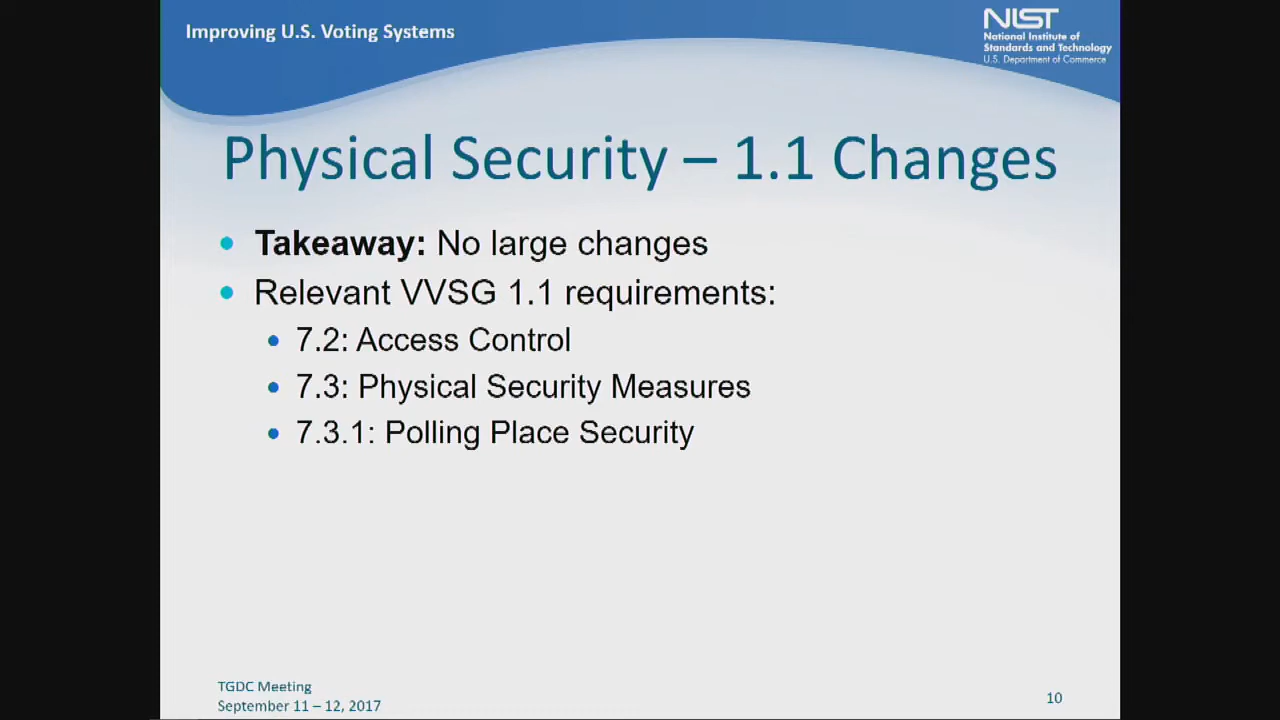 Improving U.S. Voting Systems
NIST
National Institute of
Standards and Technology
U.S. Department of Commerce
Physical Security – 1.1 Changes
Takeaway: No large changes
Relevant VVSG 1.1 requirements:
7.2: Access Control
7.3: Physical Security Measures
7.3.1: Polling Place Security
TGDC Meeting
September 11 – 12, 2017
10